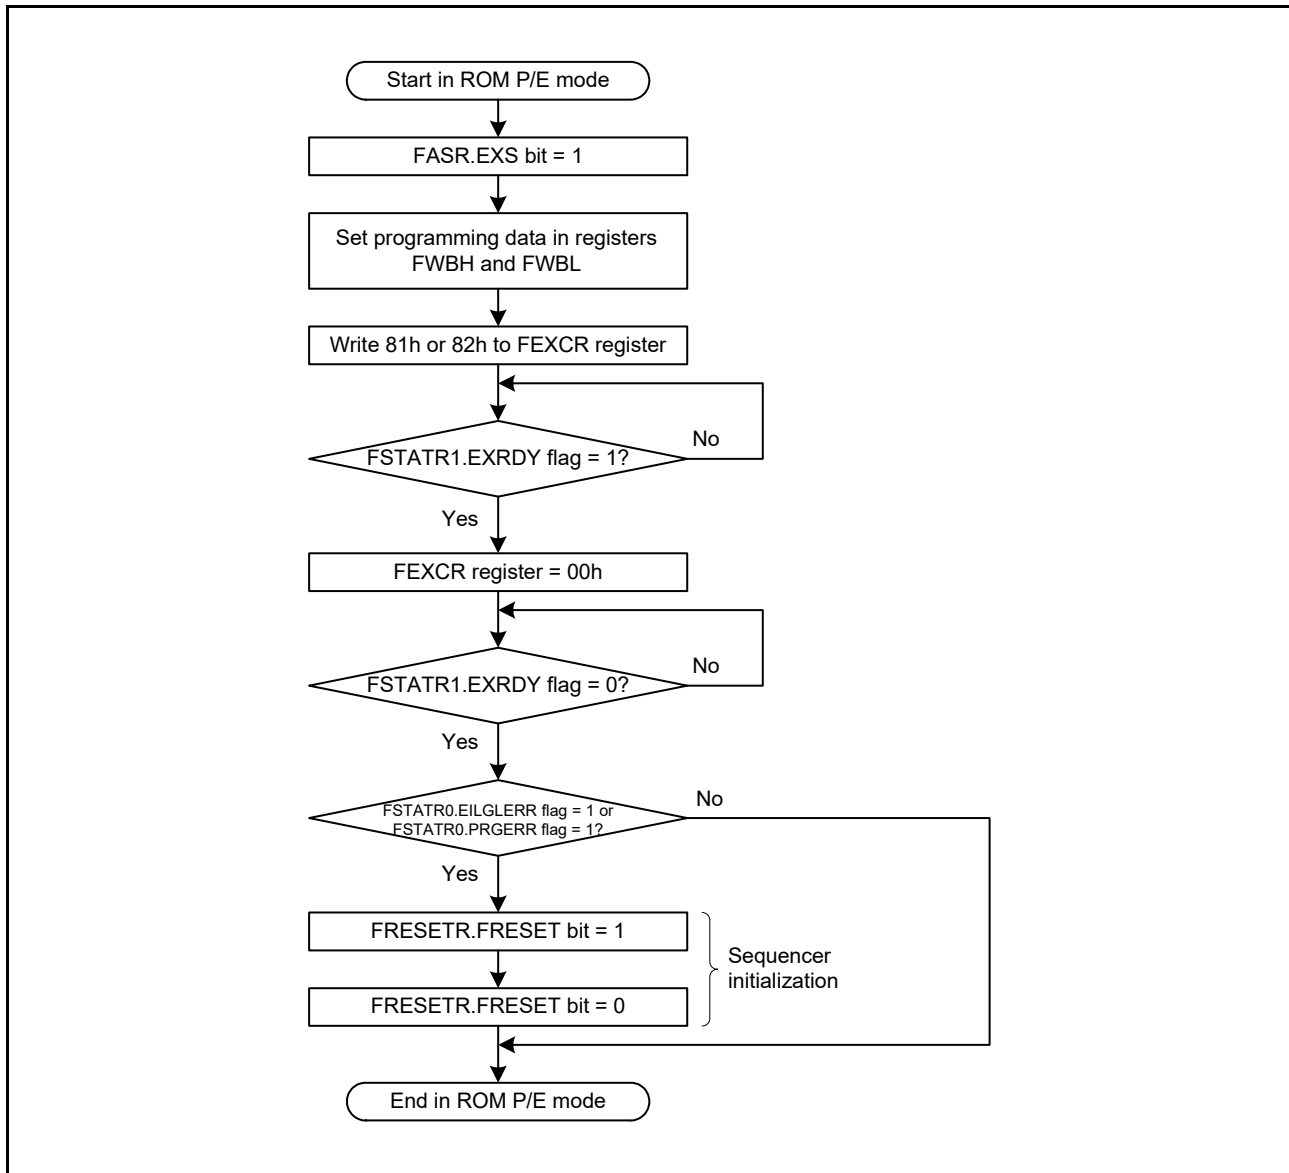 Start in ROM P/E mode
FASR.EXS bit = 1
Set programming data in registers
FWBH and FWBL
Write 81h or 82h to FEXCR register
No
FSTATR1.EXRDY flag = 1?
Yes
FEXCR register = 00h
No
FSTATR1.EXRDY flag = 0?
Yes
No
FSTATR0.EILGLERR flag = 1 or
FSTATR0.PRGERR flag = 1?
Yes
FRESETR.FRESET bit = 1
Sequencer
initialization
FRESETR.FRESET bit = 0
End in ROM P/E mode